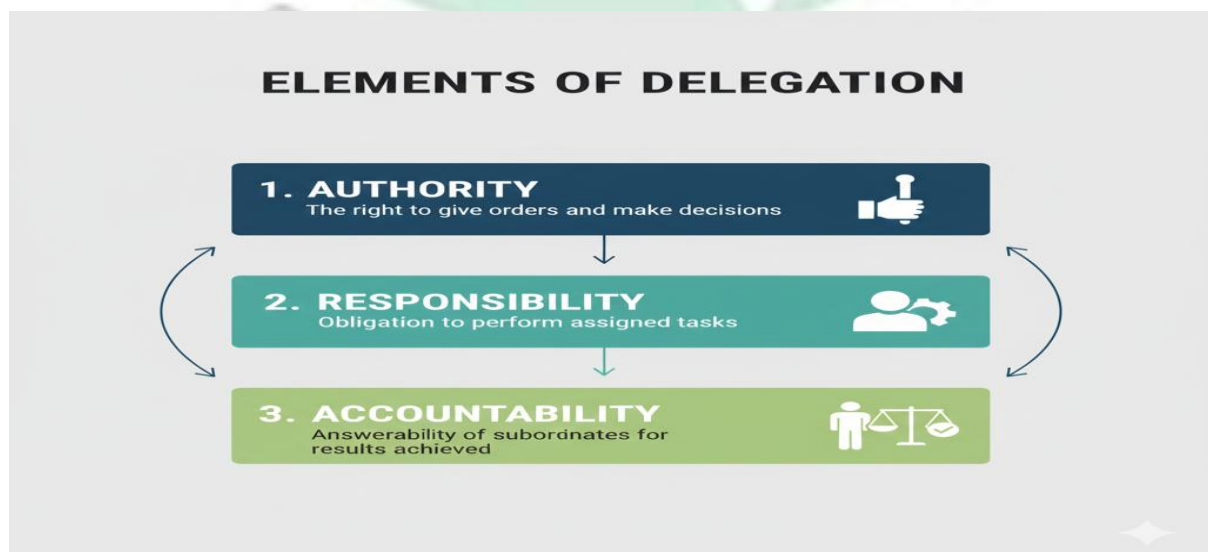 ELEMENTS OF DELEGATION
1. AUTHORITY
The right to give orders and make decisions
2. RESPONSIBILITY
Obligation to perform assigned tasks
3. ACCOUNTABILITY
Answerability of subordinates for
results achieved